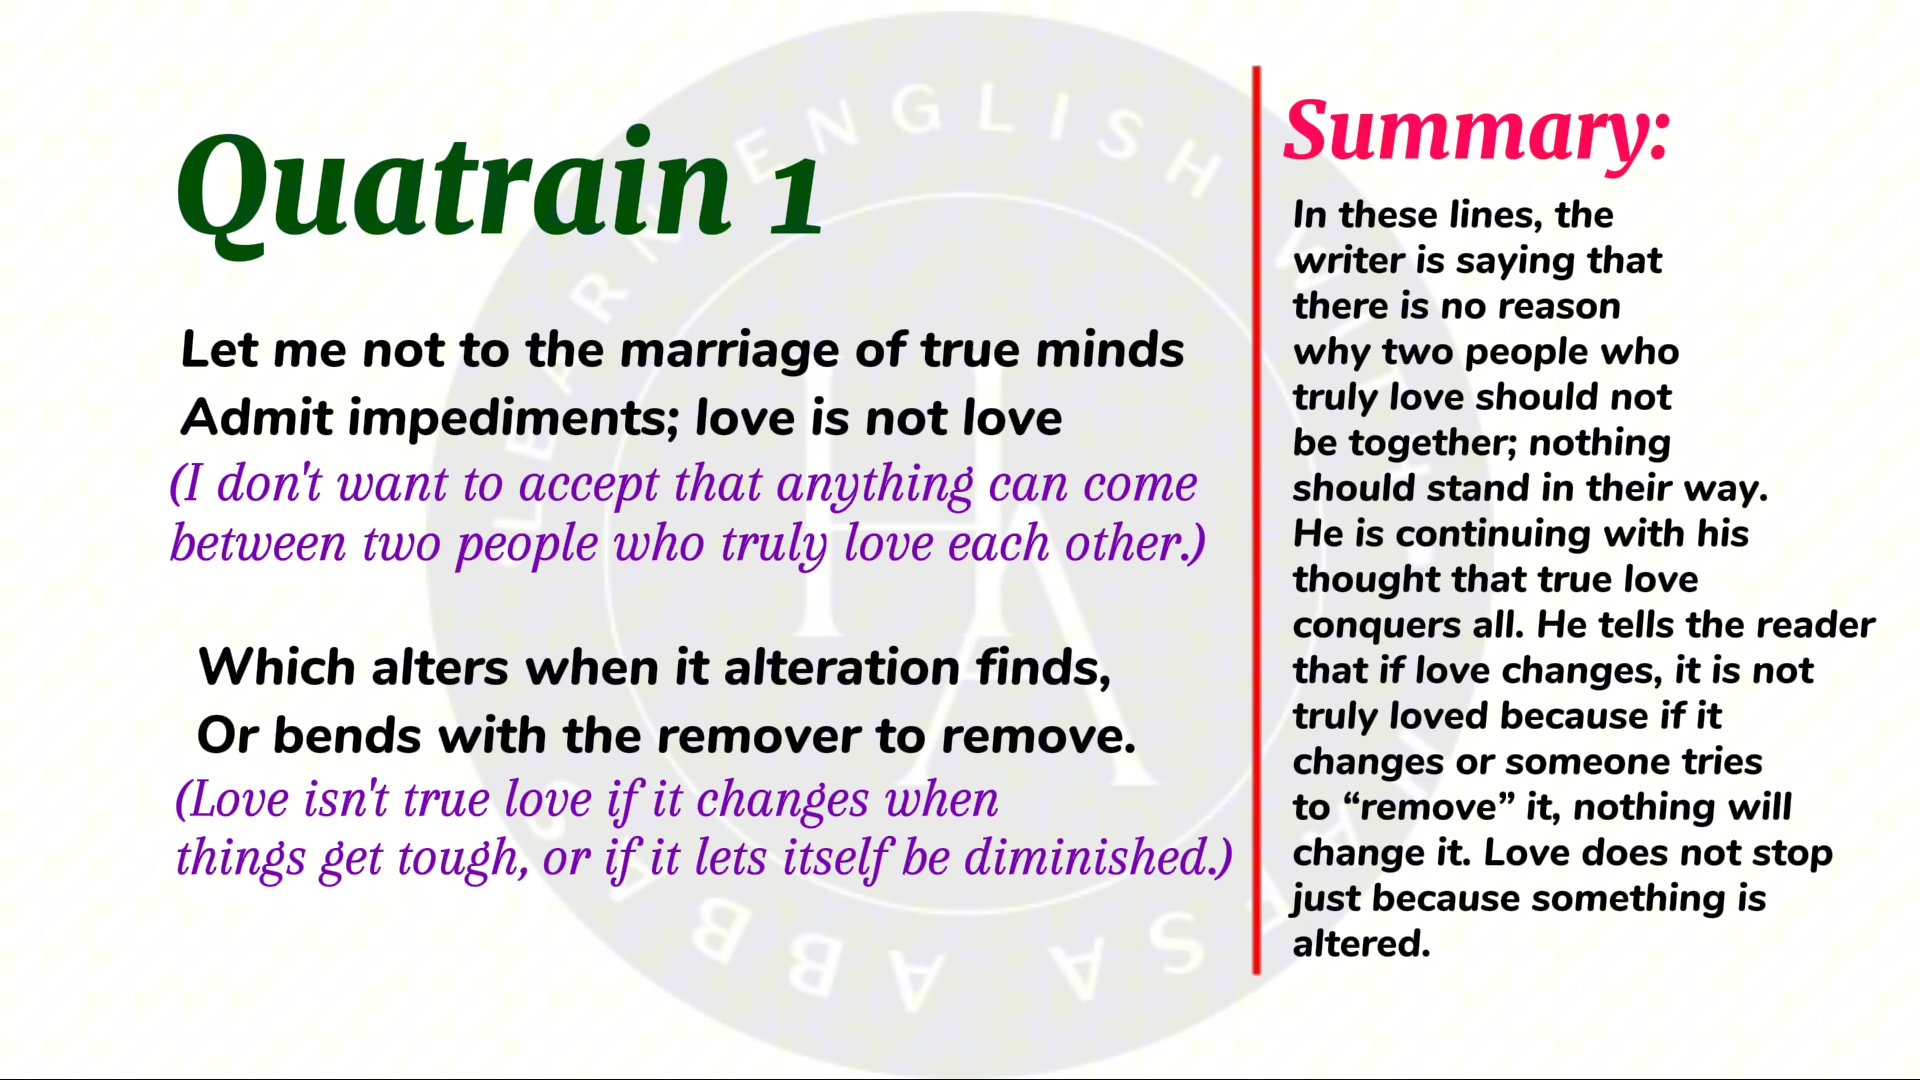 Quatrain 1
Let me not to the marriage of true minds
Admit impediments; love is not love
(I don't want to accept that anything can come
between two people who truly love each other.)
Which alters when it alteration finds,
Or bends with the remover to remove.
(Love isn't true love if it changes when
things get tough, or if it lets itself be diminished.)
Summary:
In these lines, the
writer is saying that
there is no reason
why two people who
truly love should not
be together; nothing
should stand in their way.
He is continuing with his
thought that true love
conquers all. He tells the reader
that if love changes, it is not
truly loved because if it
changes or someone tries
to “remove” it, nothing will
change it. Love does not stop
just because something is
altered.
LEARN ENGLISH
HA